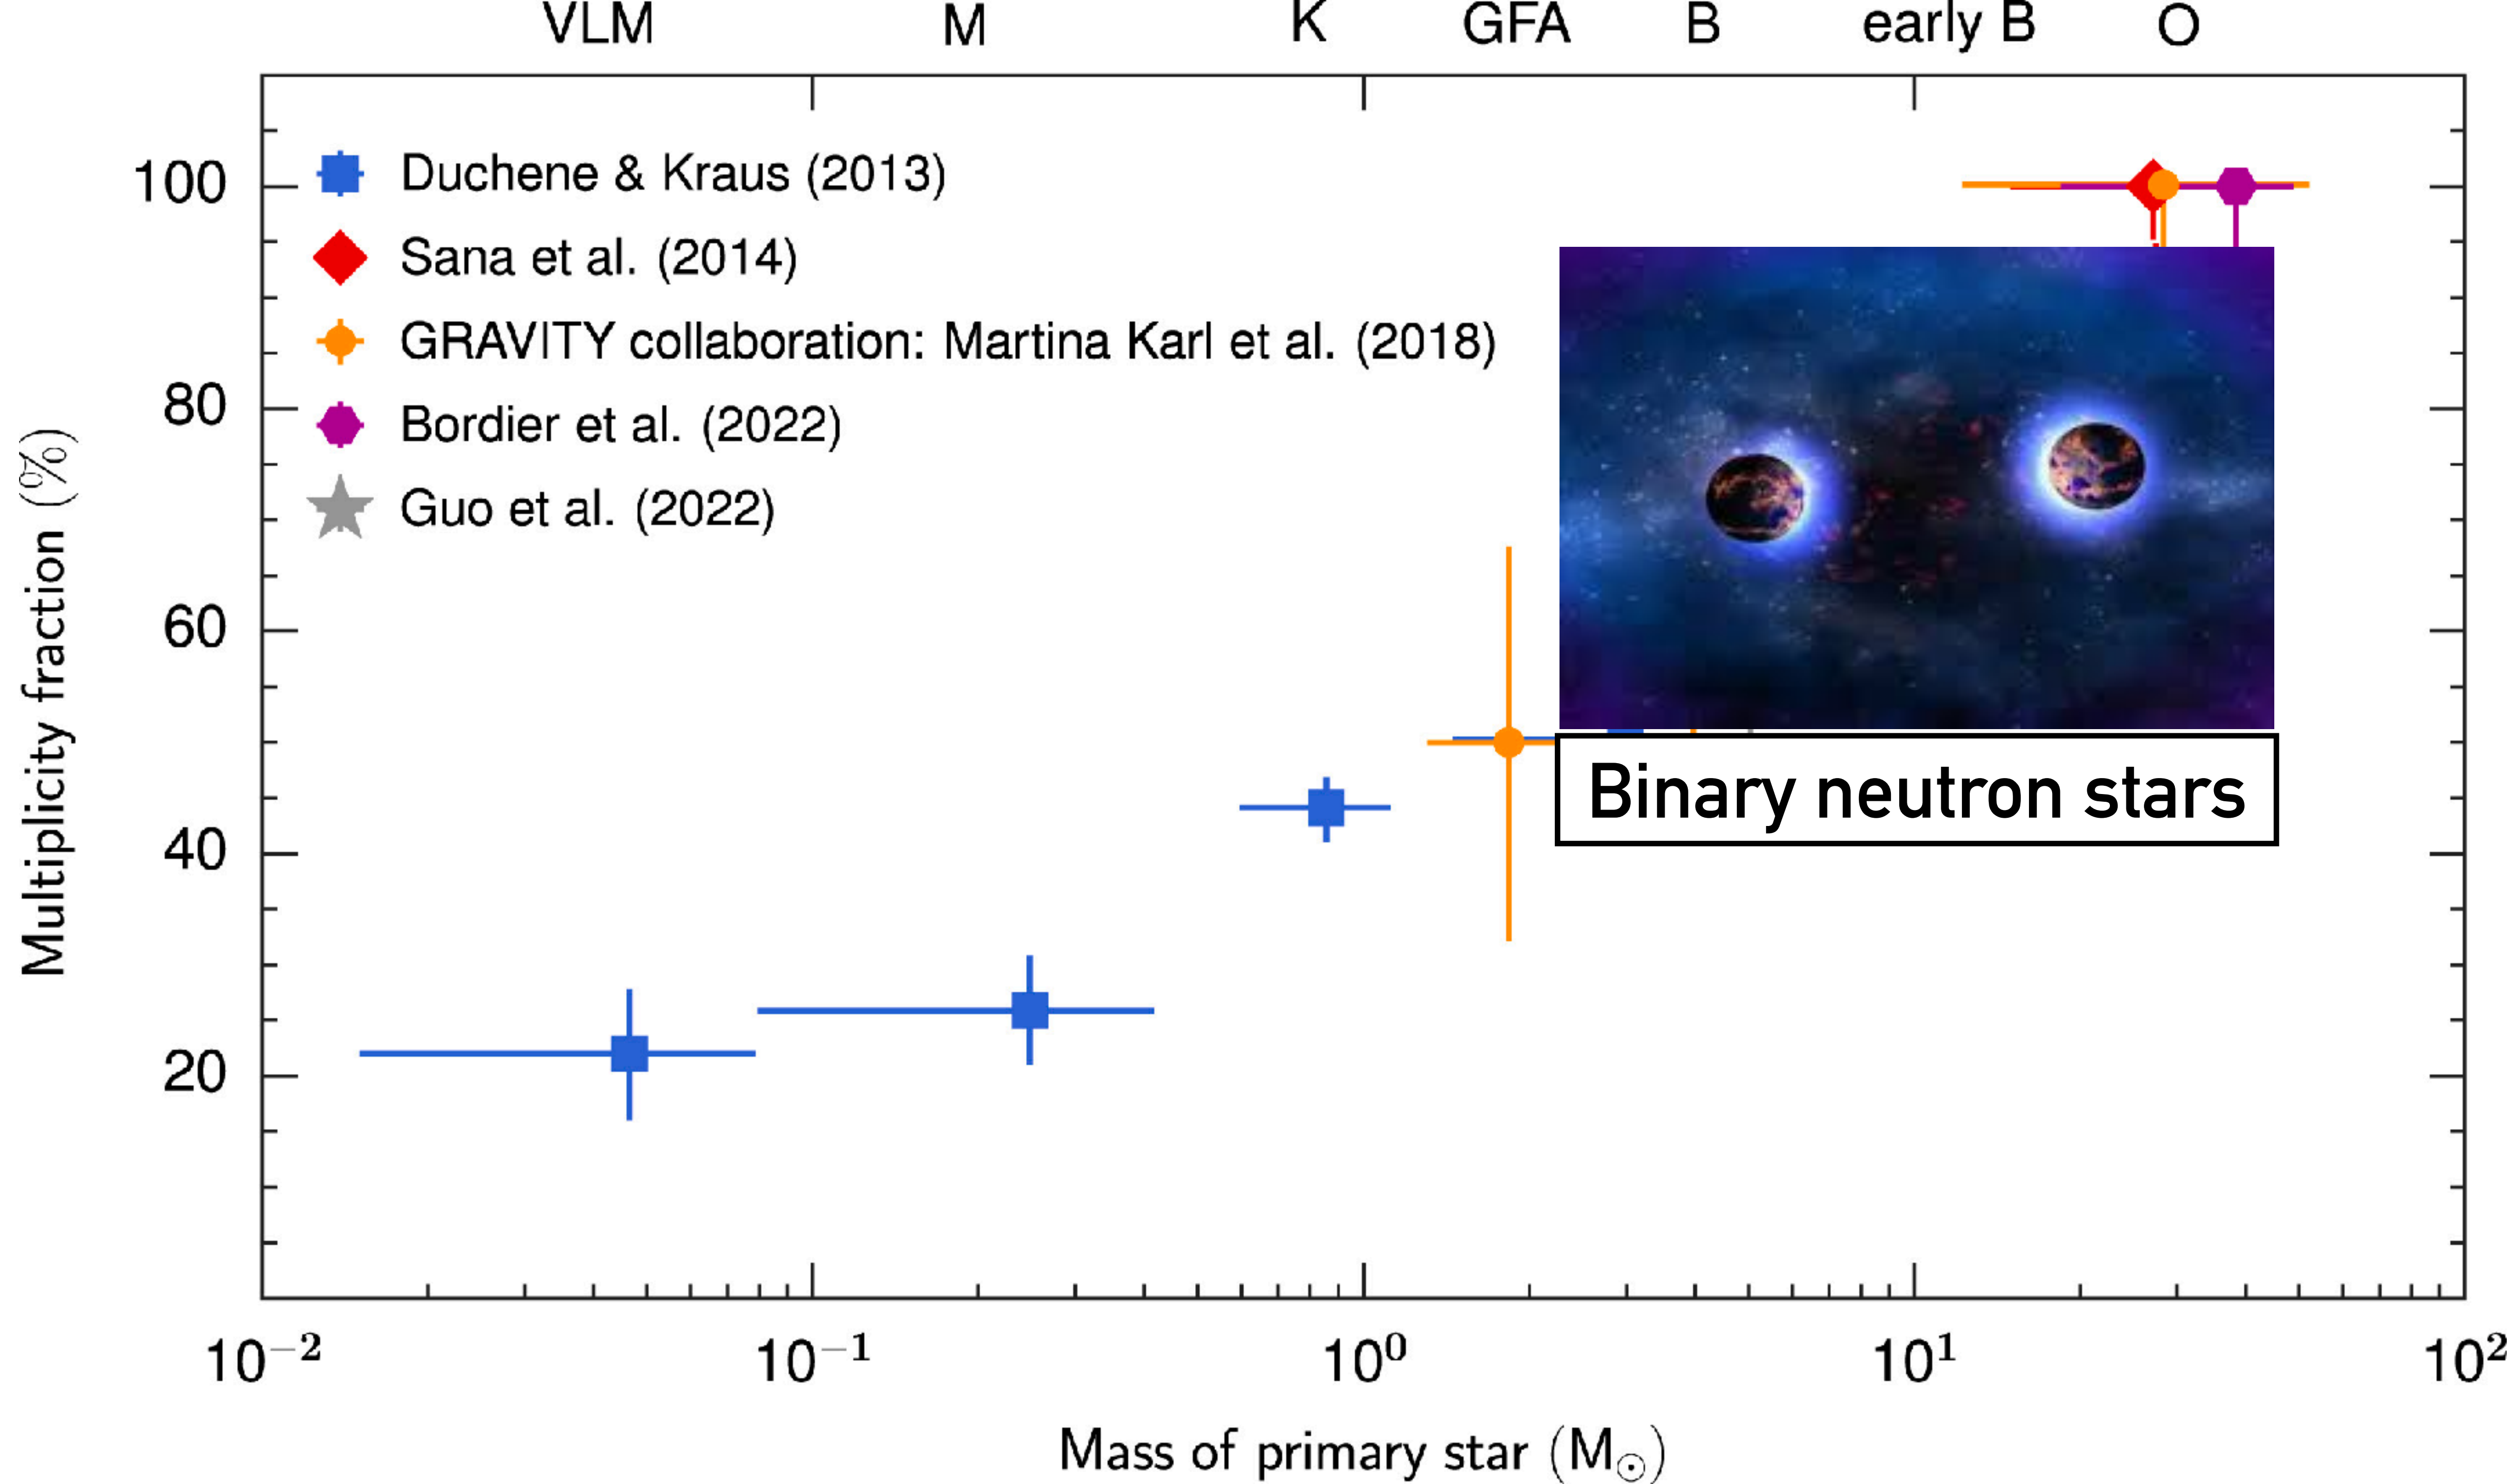 VLM M K GFA B early B O
100
80
60
40
20
Multiplicity fraction (%)
Duchene & Kraus (2013)
Sana et al. (2014)
GRAVITY collaboration: Martina Karl et al. (2018)
Bordier et al. (2022)
Guo et al. (2022)
Binary neutron stars
10⁻² 10⁻¹ 10⁰ 10¹ 10²
Mass of primary star (M☉)